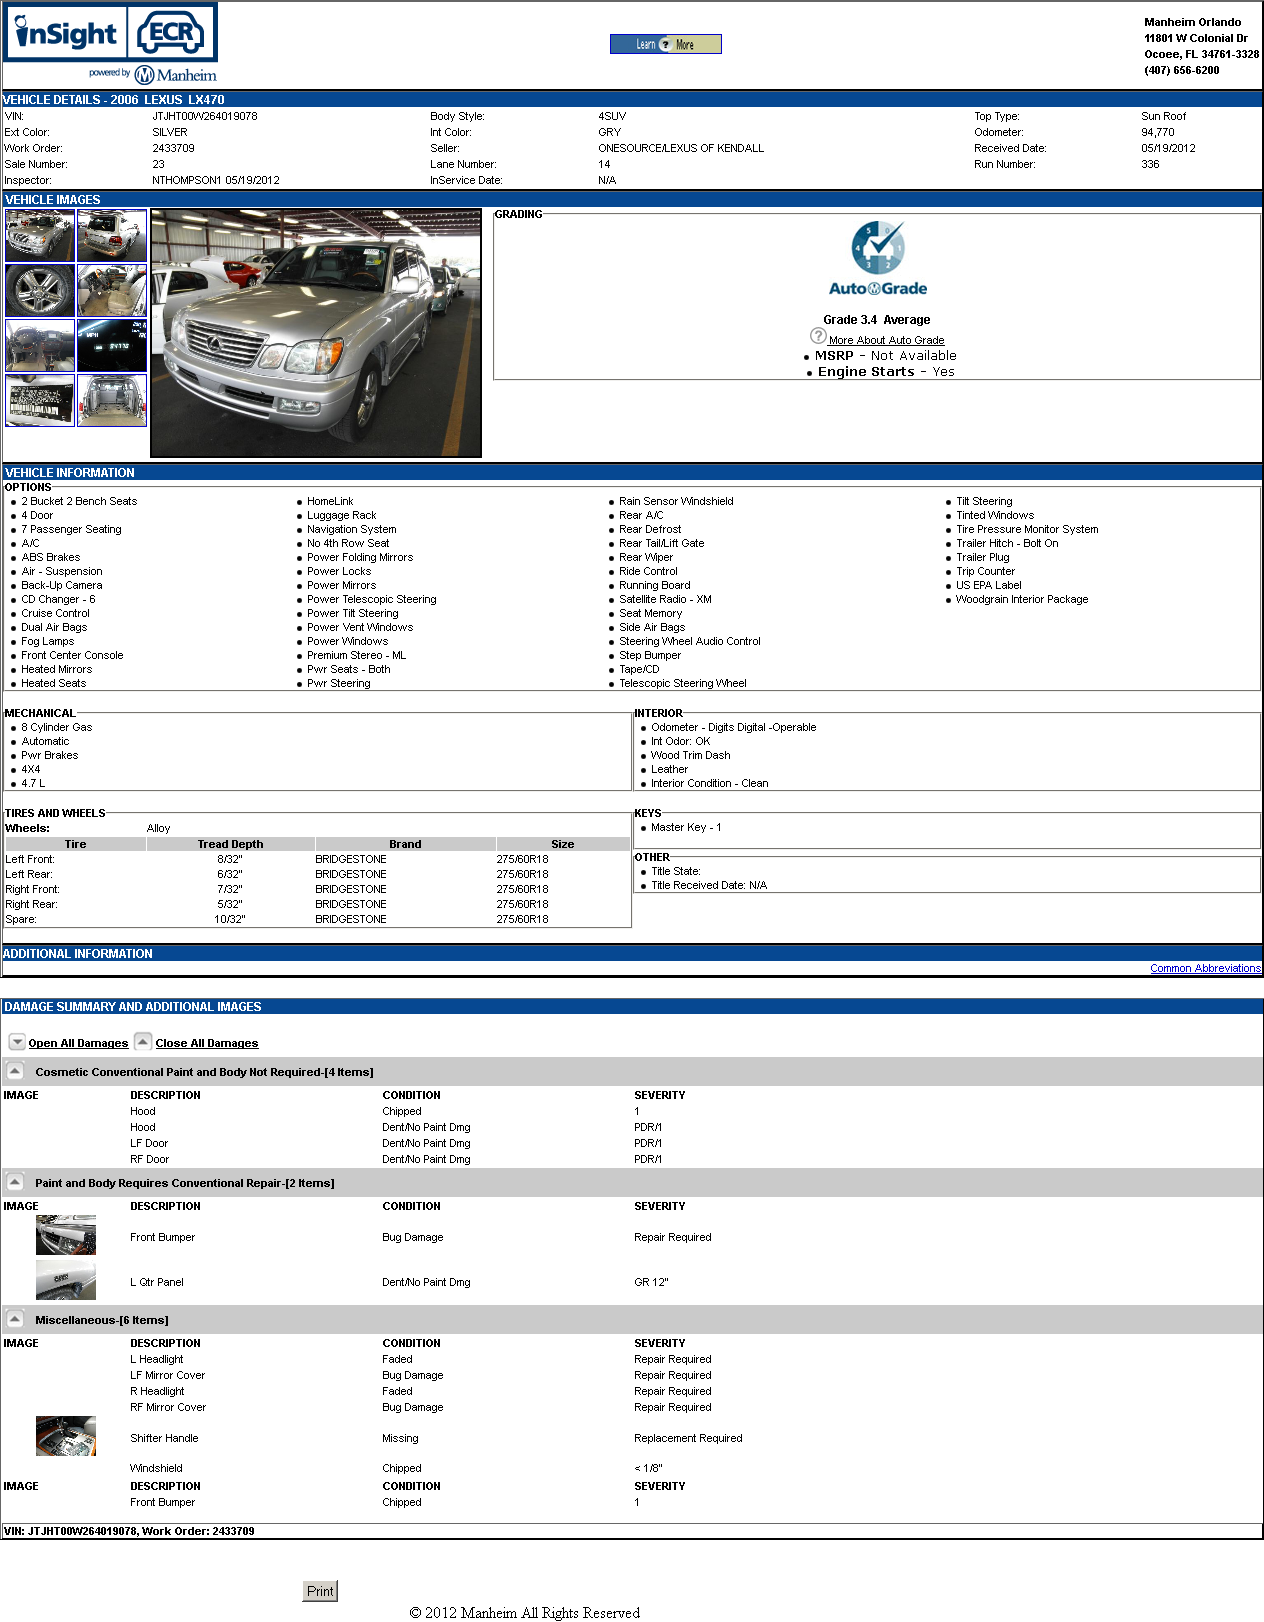 inSight ECR
powered by Manheim
Learn ? More
Manheim Orlando
11801 W Colonial Dr
Ocoee, FL 34761-3328
(407) 656-6200
VEHICLE DETAILS - 2006 LEXUS LX470
VIN: JTJHT00W264019078 Body Style: 4SUV Top Type: Sun Roof
Ext Color: SILVER Int Color: GRY Odometer: 94,770
Work Order: 2433709 Seller: ONESOURCE/LEXUS OF KENDALL Received Date: 05/19/2012
Sale Number: 23 Lane Number: 14 Run Number: 336
Inspector: NTHOMPSON1 05/19/2012 InService Date: N/A
VEHICLE IMAGES
GRADING
5 0 4 3 2
AutoGrade
Grade 3.4 Average
? More About Auto Grade
• MSRP - Not Available
• Engine Starts - Yes
MPH
94770
VEHICLE INFORMATION
OPTIONS
• 2 Bucket 2 Bench Seats • HomeLink • Rain Sensor Windshield • Tilt Steering
• 4 Door • Luggage Rack • Rear A/C • Tinted Windows
• 7 Passenger Seating • Navigation System • Rear Defrost • Tire Pressure Monitor System
• A/C • No 4th Row Seat • Rear Tail/Lift Gate • Trailer Hitch - Bolt On
• ABS Brakes • Power Folding Mirrors • Rear Wiper • Trailer Plug
• Air - Suspension • Power Locks • Ride Control • Trip Counter
• Back-Up Camera • Power Mirrors • Running Board • US EPA Label
• CD Changer - 6 • Power Telescopic Steering • Satellite Radio - XM • Woodgrain Interior Package
• Cruise Control • Power Tilt Steering • Seat Memory
• Dual Air Bags • Power Vent Windows • Side Air Bags
• Fog Lamps • Power Windows • Steering Wheel Audio Control
• Front Center Console • Premium Stereo - ML • Step Bumper
• Heated Mirrors • Pwr Seats - Both • Tape/CD
• Heated Seats • Pwr Steering • Telescopic Steering Wheel
MECHANICAL
• 8 Cylinder Gas
• Automatic
• Pwr Brakes
• 4X4
• 4.7 L
INTERIOR
• Odometer - Digits Digital -Operable
• Int Odor: OK
• Wood Trim Dash
• Leather
• Interior Condition - Clean
TIRES AND WHEELS
Wheels: Alloy
Tire Tread Depth Brand Size
Left Front: 8/32" BRIDGESTONE 275/60R18
Left Rear: 6/32" BRIDGESTONE 275/60R18
Right Front: 7/32" BRIDGESTONE 275/60R18
Right Rear: 5/32" BRIDGESTONE 275/60R18
Spare: 10/32" BRIDGESTONE 275/60R18
KEYS
• Master Key - 1
OTHER
• Title State:
• Title Received Date: N/A
ADDITIONAL INFORMATION
Common Abbreviations
DAMAGE SUMMARY AND ADDITIONAL IMAGES
Open All Damages Close All Damages
Cosmetic Conventional Paint and Body Not Required-[4 Items]
IMAGE DESCRIPTION CONDITION SEVERITY
Hood Chipped 1
Hood Dent/No Paint Dmg PDR/1
LF Door Dent/No Paint Dmg PDR/1
RF Door Dent/No Paint Dmg PDR/1
Paint and Body Requires Conventional Repair-[2 Items]
IMAGE DESCRIPTION CONDITION SEVERITY
Front Bumper Bug Damage Repair Required
L Qtr Panel Dent/No Paint Dmg GR 12"
Miscellaneous-[6 Items]
IMAGE DESCRIPTION CONDITION SEVERITY
L Headlight Faded Repair Required
LF Mirror Cover Bug Damage Repair Required
R Headlight Faded Repair Required
RF Mirror Cover Bug Damage Repair Required
Shifter Handle Missing Replacement Required
Windshield Chipped < 1/8"
IMAGE DESCRIPTION CONDITION SEVERITY
Front Bumper Chipped 1
VIN: JTJHT00W264019078, Work Order: 2433709
Print
© 2012 Manheim All Rights Reserved